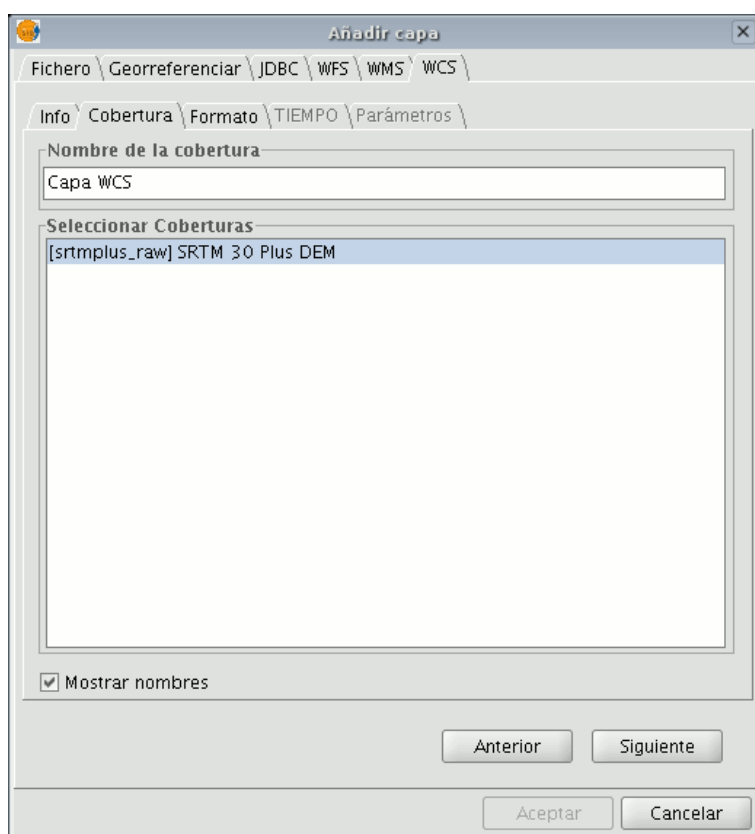 Añadir capa
Fichero Georreferenciar JDBC WFS WMS WCS
Info Cobertura Formato TIEMPO Parámetros
Nombre de la cobertura
Capa WCS
Seleccionar Coberturas
[srtmplus_raw] SRTM 30 Plus DEM
Mostrar nombres
Anterior Siguiente
Aceptar Cancelar